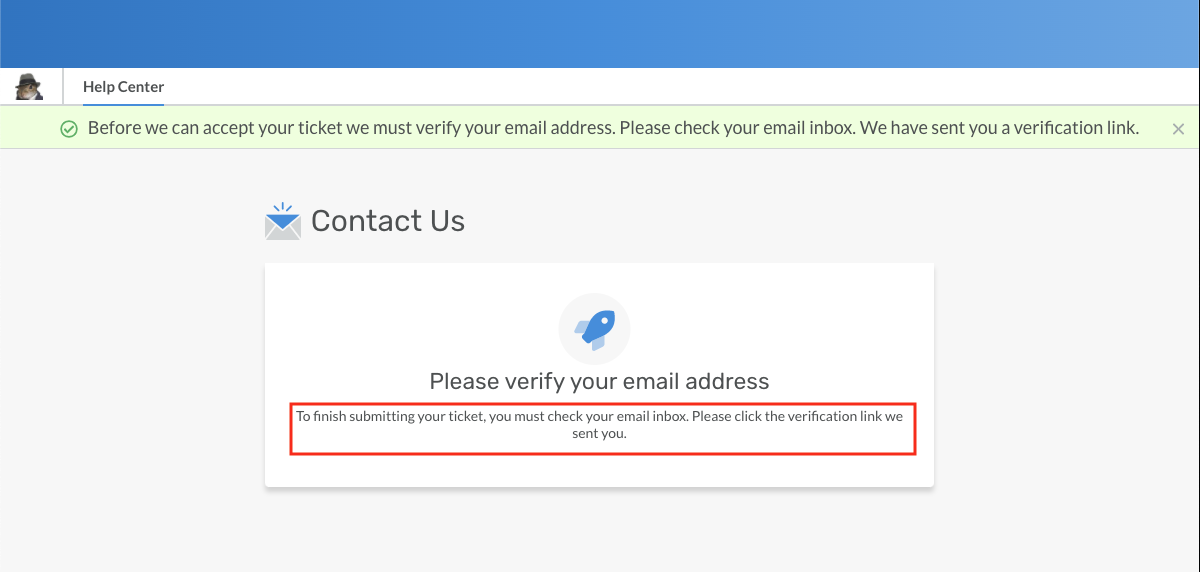 Help Center
Before we can accept your ticket we must verify your email address. Please check your email inbox. We have sent you a verification link.
Contact Us
Please verify your email address
To finish submitting your ticket, you must check your email inbox. Please click the verification link we
sent you.